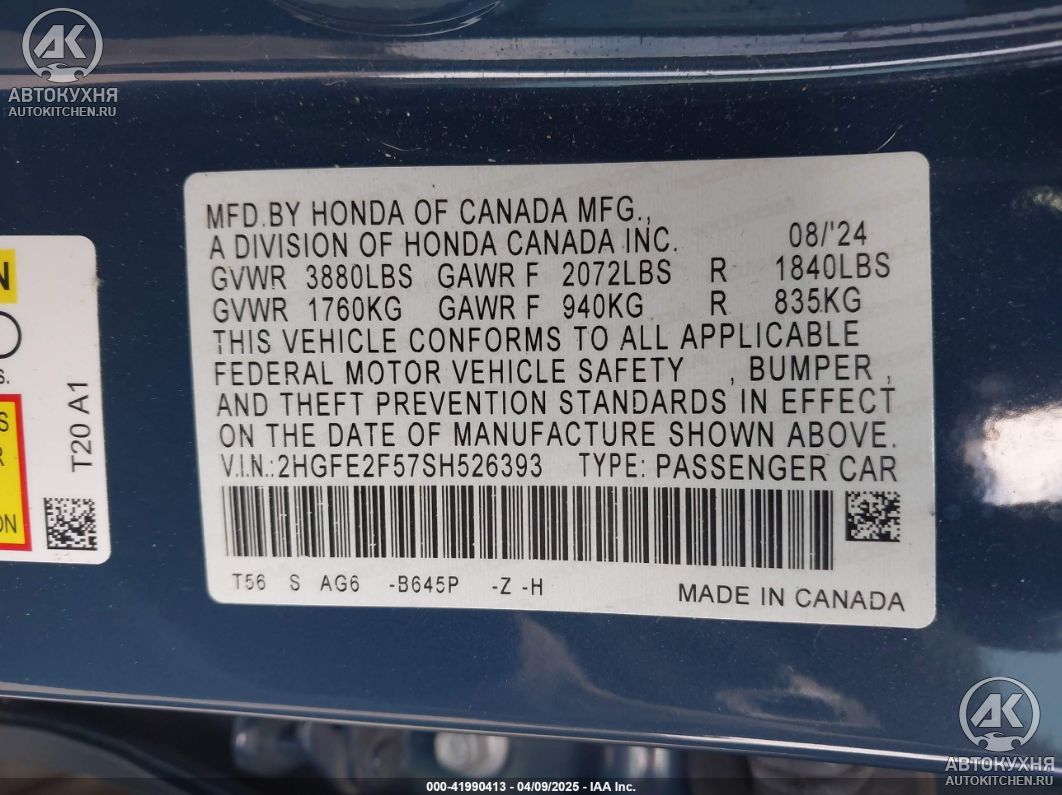 AK
АВТОКУХНЯ
AUTOKITCHEN.RU
MFD.BY HONDA OF CANADA MFG.,
A DIVISION OF HONDA CANADA INC. 08/'24
GVWR 3880LBS GAWR F 2072LBS R 1840LBS
GVWR 1760KG GAWR F 940KG R 835KG
THIS VEHICLE CONFORMS TO ALL APPLICABLE
FEDERAL MOTOR VEHICLE SAFETY , BUMPER ,
AND THEFT PREVENTION STANDARDS IN EFFECT
ON THE DATE OF MANUFACTURE SHOWN ABOVE.
V.I.N.:2HGFE2F57SH526393 TYPE: PASSENGER CAR
T56 S AG6 -B645P -Z -H
MADE IN CANADA
N
S.
S
R
ON
T20 A1
AK
АВТОКУХНЯ
AUTOKITCHEN.RU
000-41990413 - 04/09/2025 - IAA Inc.